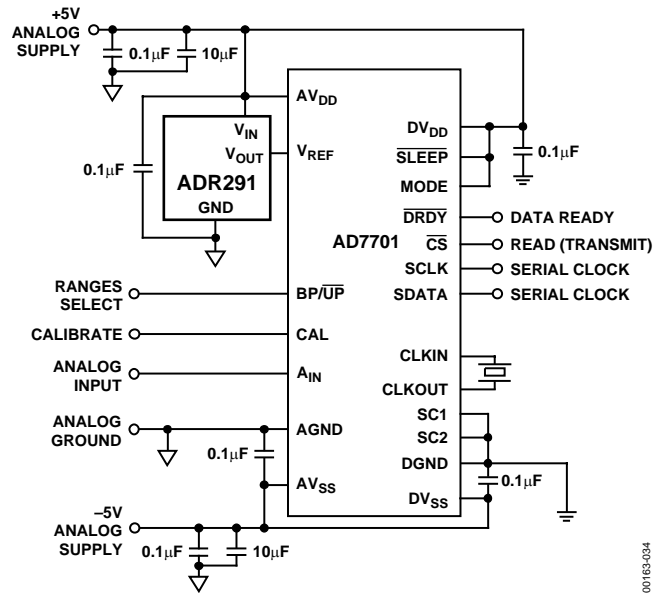 +5V
ANALOG
SUPPLY
0.1µF
10µF
0.1µF
VIN
VOUT
ADR291
GND
AVDD
VREF
AD7701
DVDD
SLEEP
MODE
0.1µF
DRDY
DATA READY
CS
READ (TRANSMIT)
SCLK
SERIAL CLOCK
SDATA
SERIAL CLOCK
RANGES
SELECT
BP/UP
CALIBRATE
CAL
ANALOG
INPUT
AIN
CLKIN
CLKOUT
ANALOG
GROUND
AGND
0.1µF
AVSS
SC1
SC2
DGND
0.1µF
DVSS
–5V
ANALOG
SUPPLY
0.1µF
10µF
00163-034